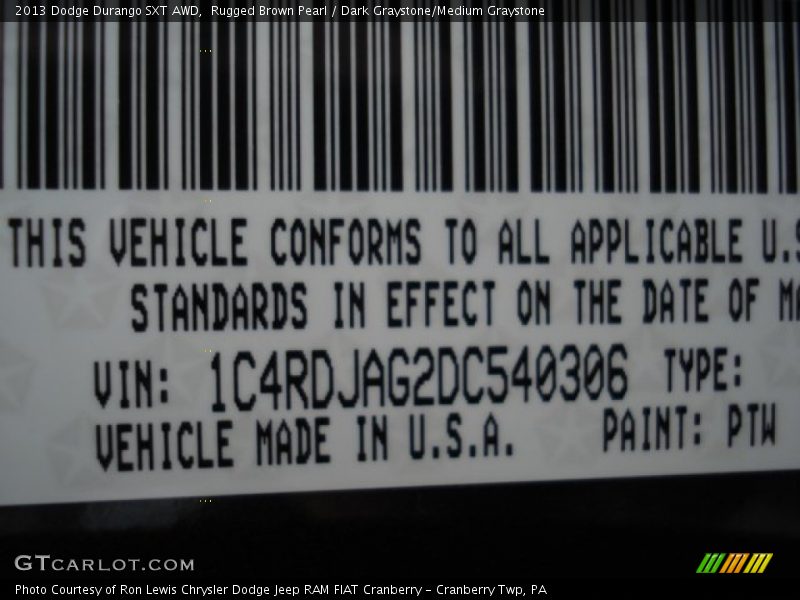 2013 Dodge Durango SXT AWD, Rugged Brown Pearl / Dark Graystone/Medium Graystone
THIS VEHICLE CONFORMS TO ALL APPLICABLE U.S
STANDARDS IN EFFECT ON THE DATE OF MA
VIN: 1C4RDJAG2DC540306 TYPE:
VEHICLE MADE IN U.S.A. PAINT: PTW
GTCARLOT.COM
Photo Courtesy of Ron Lewis Chrysler Dodge Jeep RAM FIAT Cranberry - Cranberry Twp, PA